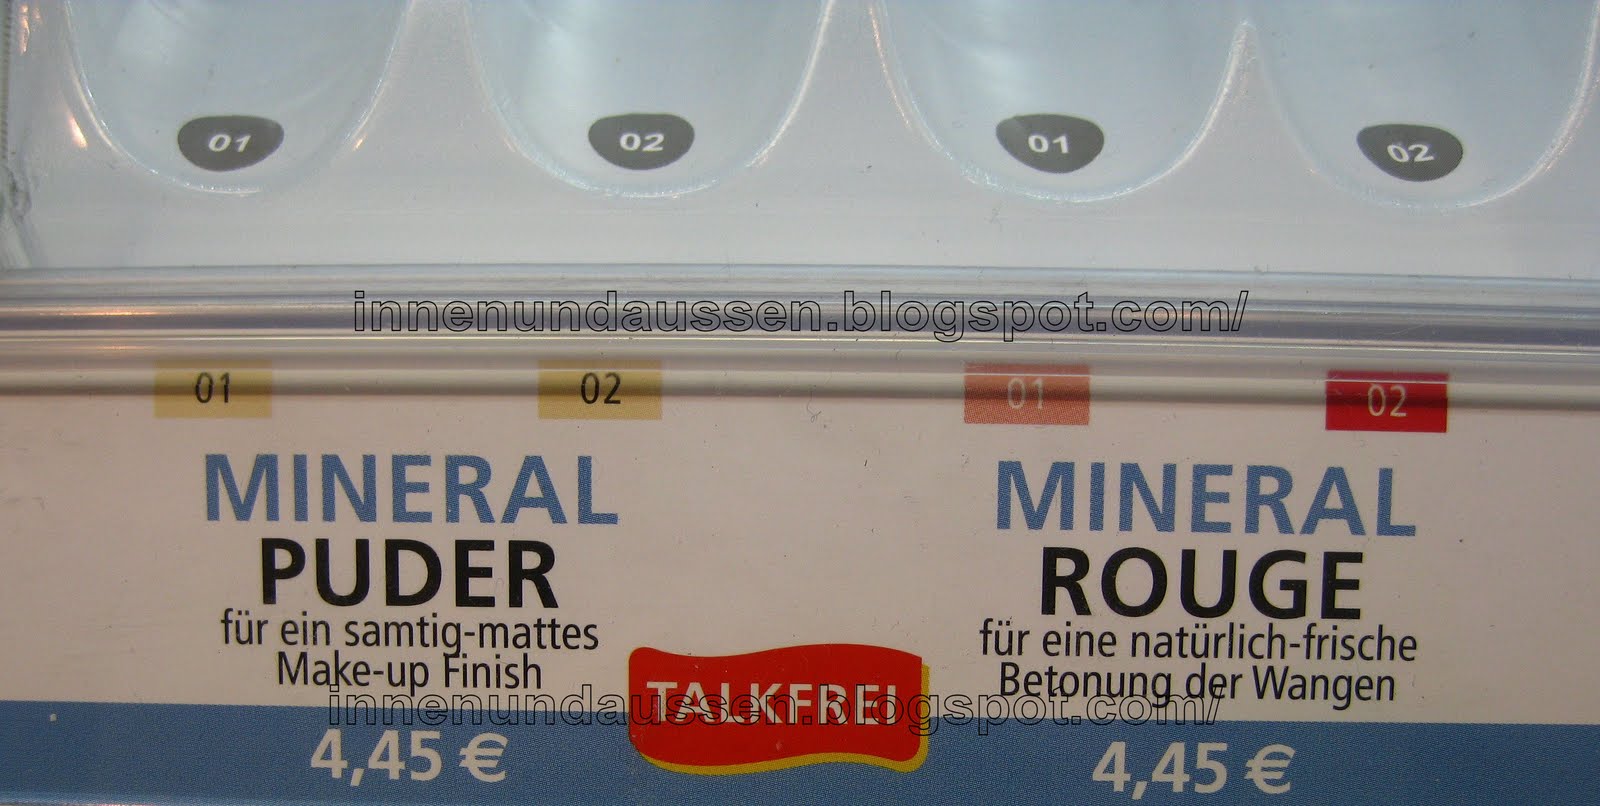 01 02 01 02
innenundaussen.blogspot.com/
01 02 01 02
MINERAL
PUDER
für ein samtig-mattes
Make-up Finish
4,45 €
MINERAL
ROUGE
für eine natürlich-frische
Betonung der Wangen
4,45 €
TALKFREI
innenundaussen.blogspot.com/